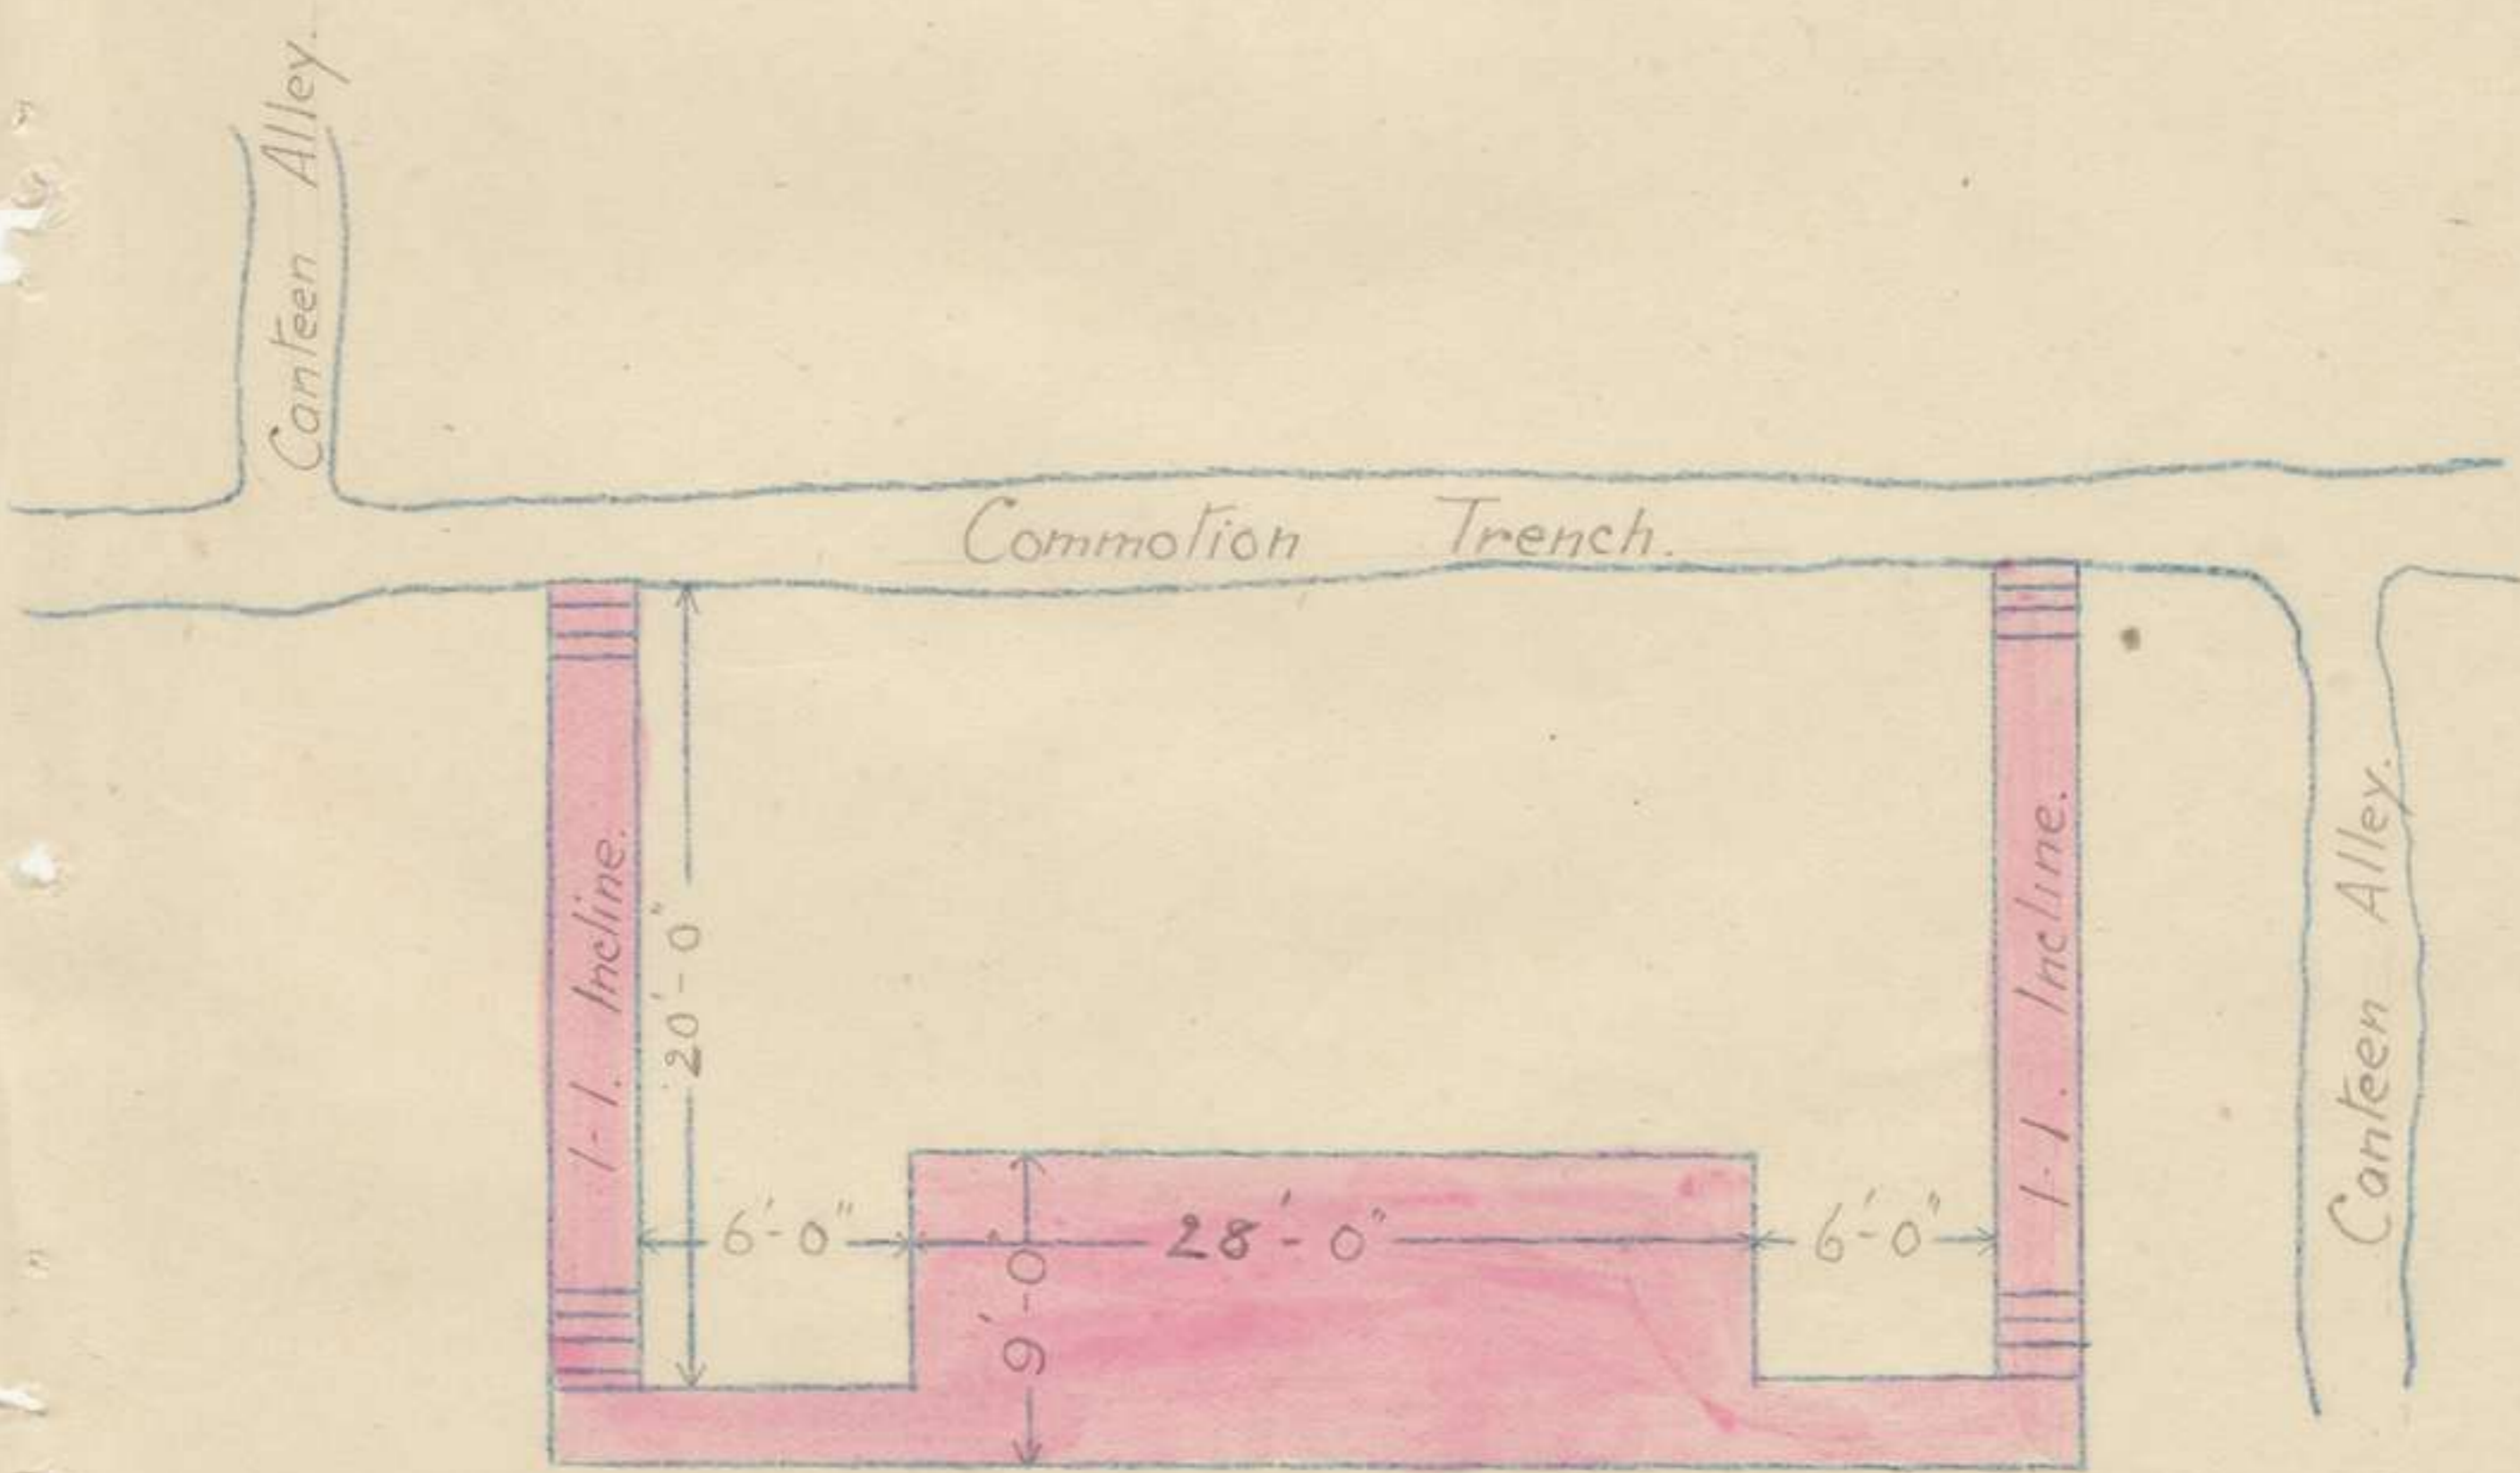 Canteen Alley.
Commotion Trench.
1-1. Incline.
20'-0"
6'-0"
28'-0"
9'-0
6'-0"
1-1. Incline.
Canteen Alley.